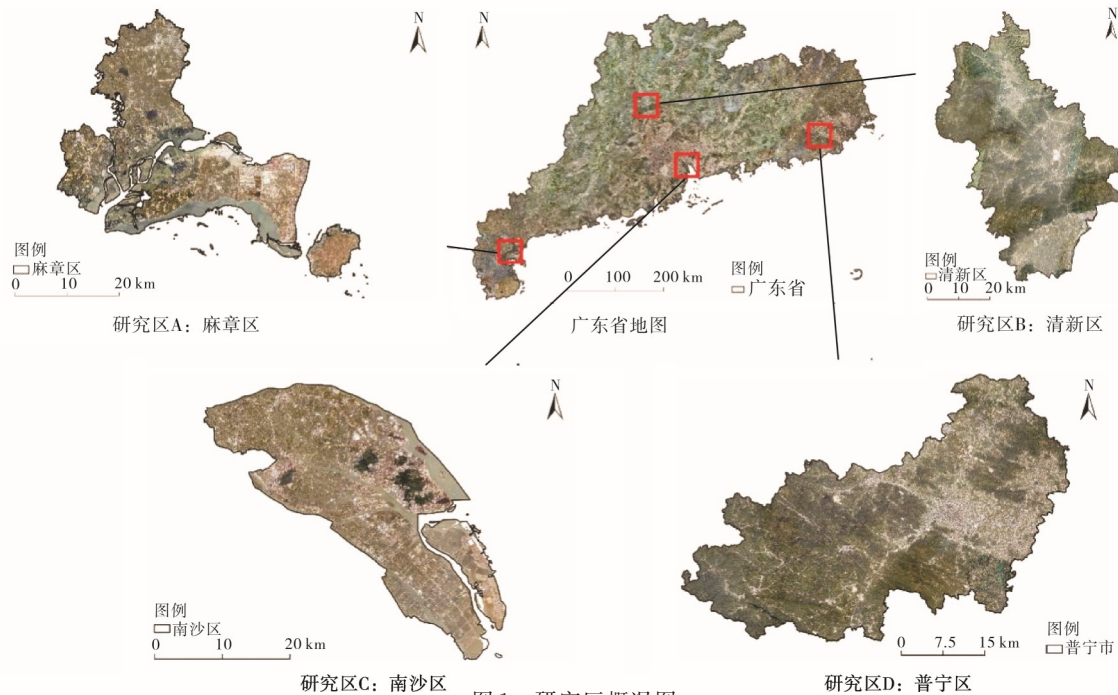 N
N
N
图例
麻章区
0 10 20 km
研究区A：麻章区
0 100 200 km
图例
广东省
广东省地图
图例
清新区
0 10 20 km
研究区B：清新区
N
N
图例
南沙区
0 10 20 km
研究区C：南沙区
0 7.5 15 km
图例
普宁市
研究区D：普宁区